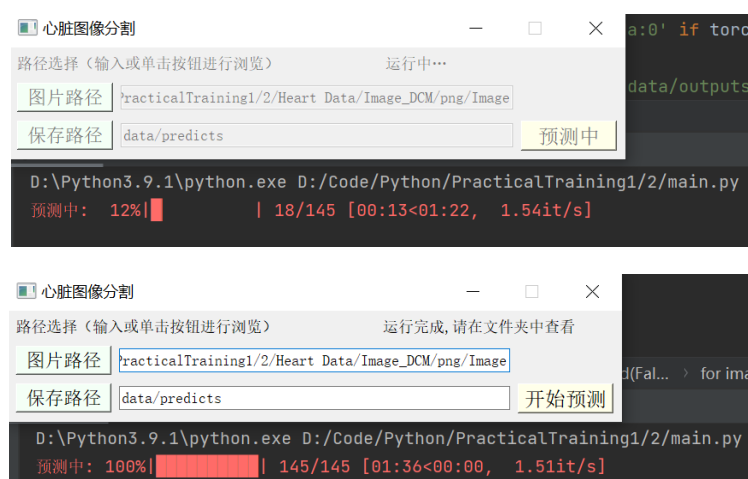 心脏图像分割
a:0' if torc
路径选择（输入或单击按钮进行浏览） 运行中…
图片路径 PracticalTraining1/2/Heart Data/Image_DCM/png/Image
data/outputs
保存路径 data/predicts 预测中
D:\Python3.9.1\python.exe D:/Code/Python/PracticalTraining1/2/main.py
预测中: 12%| | 18/145 [00:13<01:22, 1.54it/s]
心脏图像分割
路径选择（输入或单击按钮进行浏览） 运行完成,请在文件夹中查看
图片路径 PracticalTraining1/2/Heart Data/Image_DCM/png/Image
d(Fal... › for ima
保存路径 data/predicts 开始预测
D:\Python3.9.1\python.exe D:/Code/Python/PracticalTraining1/2/main.py
预测中: 100%| | 145/145 [01:36<00:00, 1.51it/s]